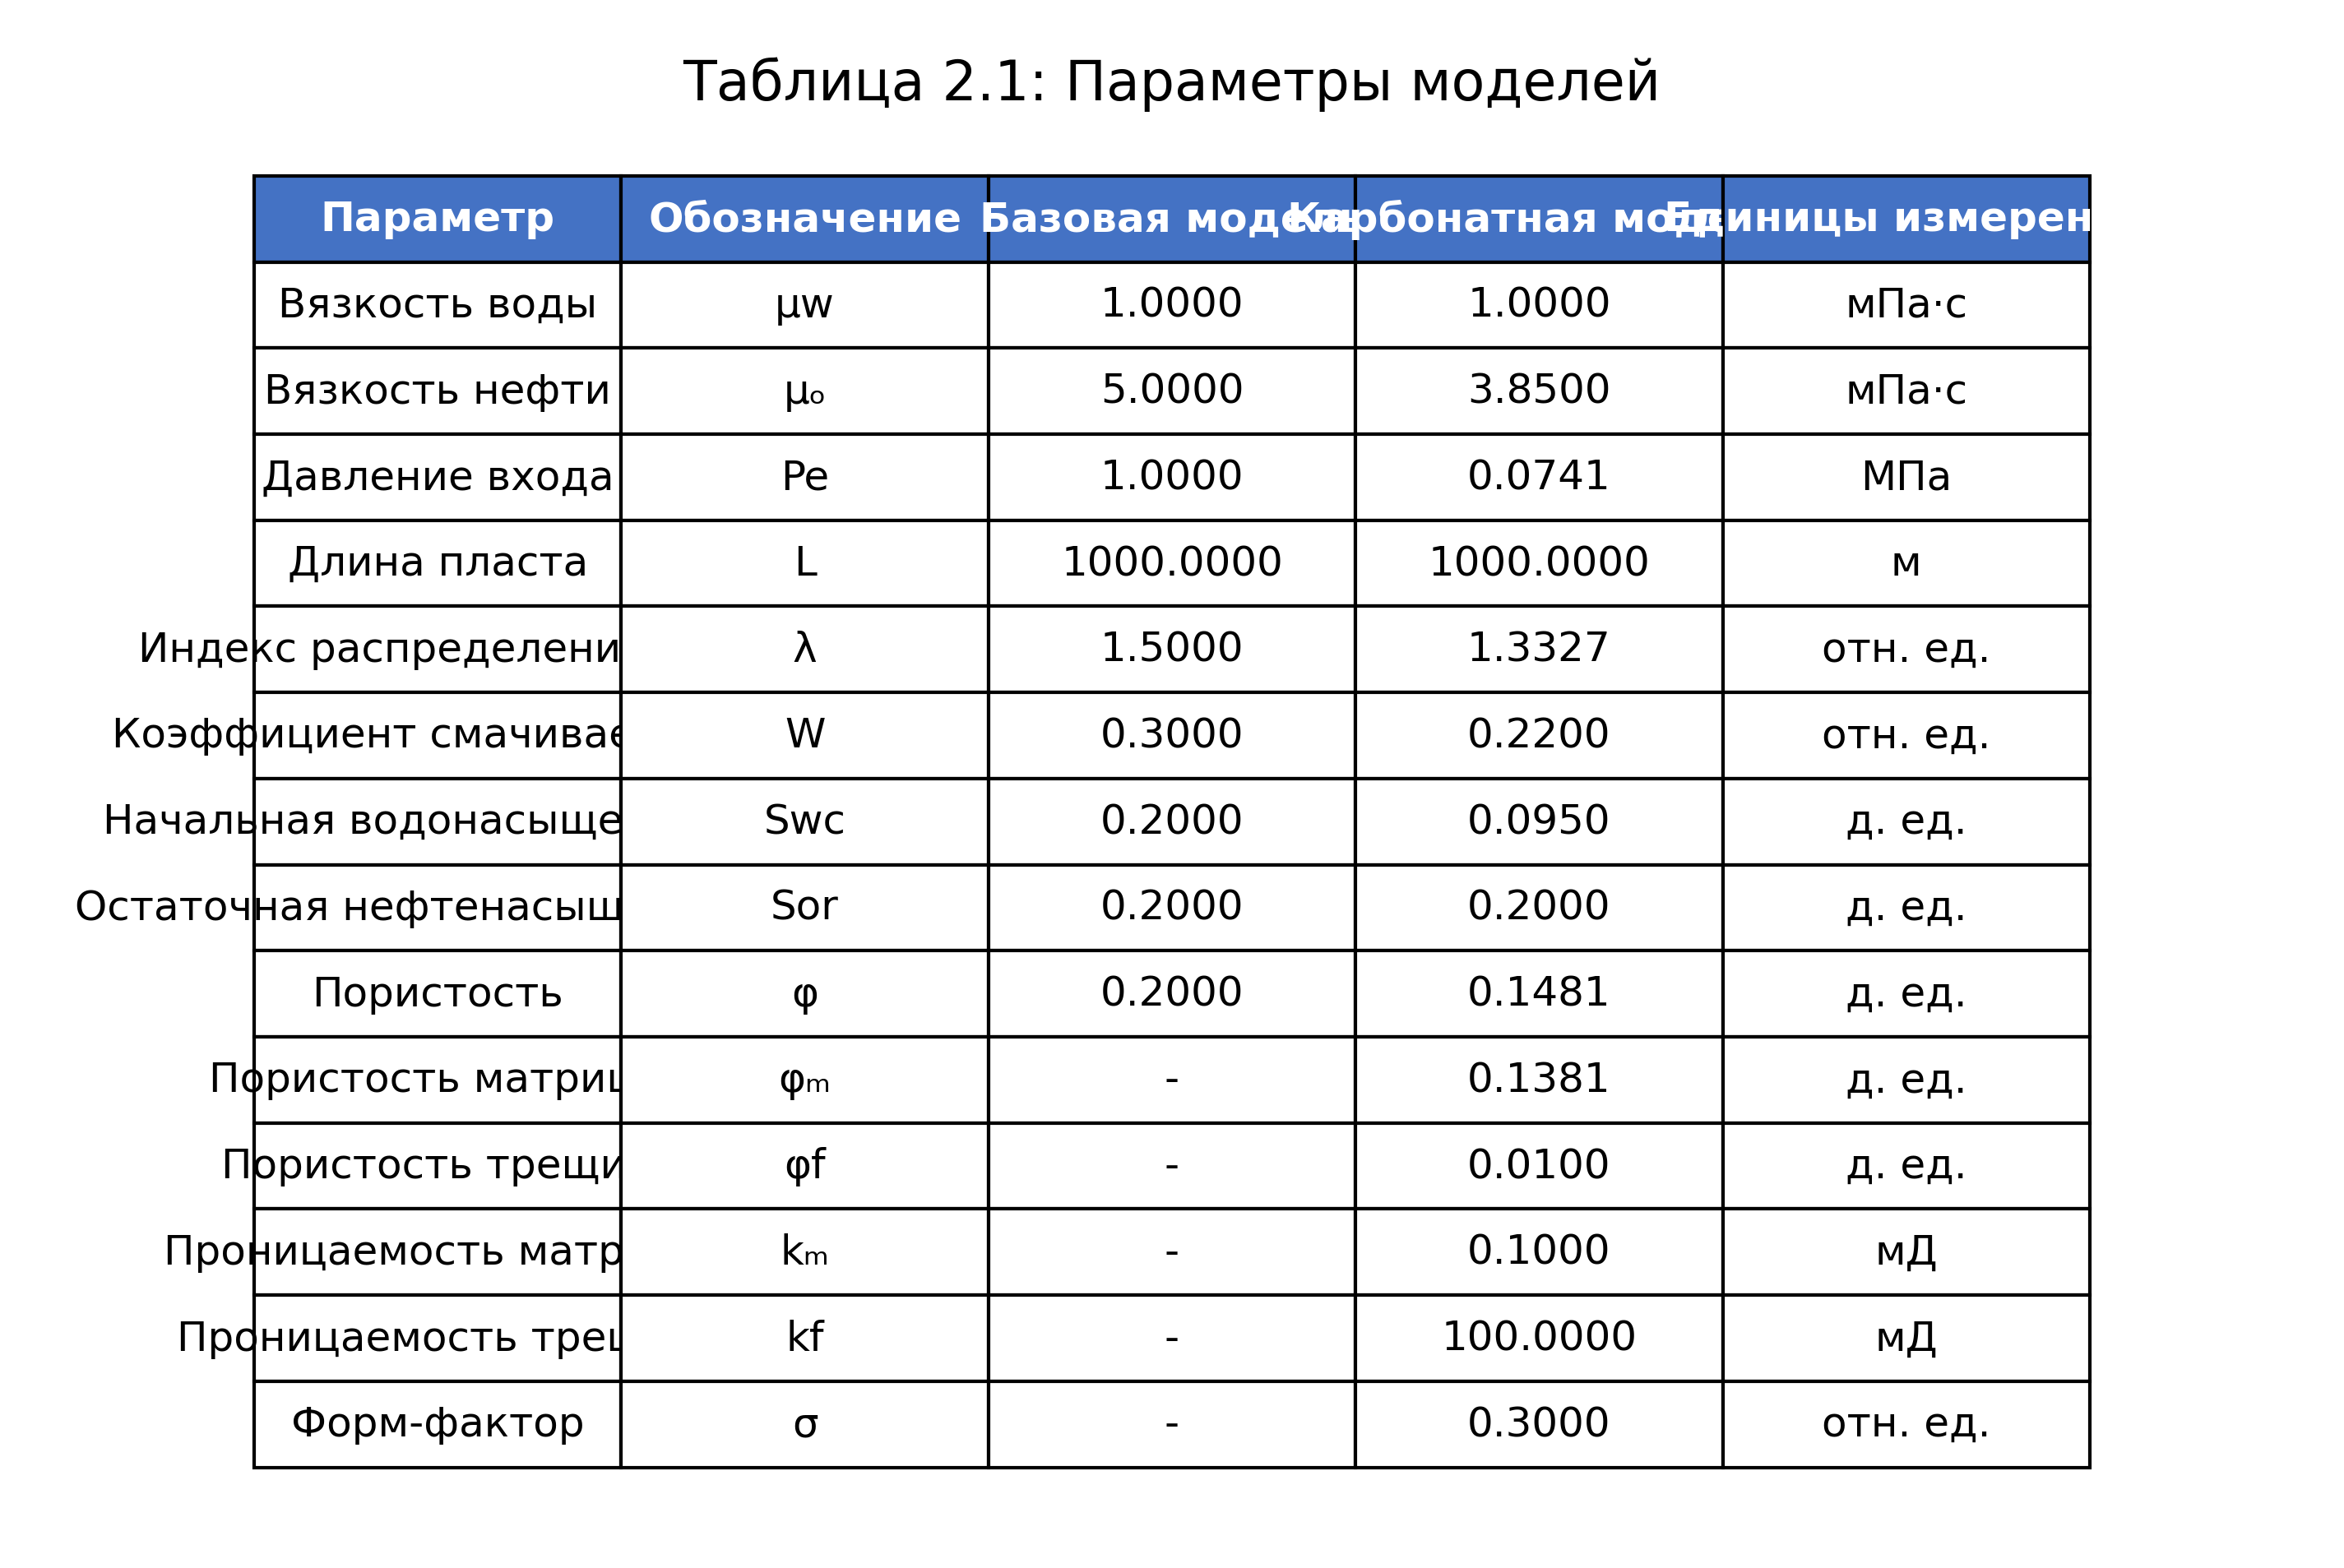 Таблица 2.1: Параметры моделей
Параметр Обозначение Базовая модель Карбонатная мод Единицы измерен
Вязкость воды μw 1.0000 1.0000 мПа·с
Вязкость нефти μₒ 5.0000 3.8500 мПа·с
Давление входа Pe 1.0000 0.0741 МПа
Длина пласта L 1000.0000 1000.0000 м
Индекс распределени λ 1.5000 1.3327 отн. ед.
Коэффициент смачивае W 0.3000 0.2200 отн. ед.
Начальная водонасыще Swc 0.2000 0.0950 д. ед.
Остаточная нефтенасыщ Sor 0.2000 0.2000 д. ед.
Пористость φ 0.2000 0.1481 д. ед.
Пористость матриц φₘ - 0.1381 д. ед.
Пористость трещи φf - 0.0100 д. ед.
Проницаемость матр kₘ - 0.1000 мД
Проницаемость трещ kf - 100.0000 мД
Форм-фактор σ - 0.3000 отн. ед.